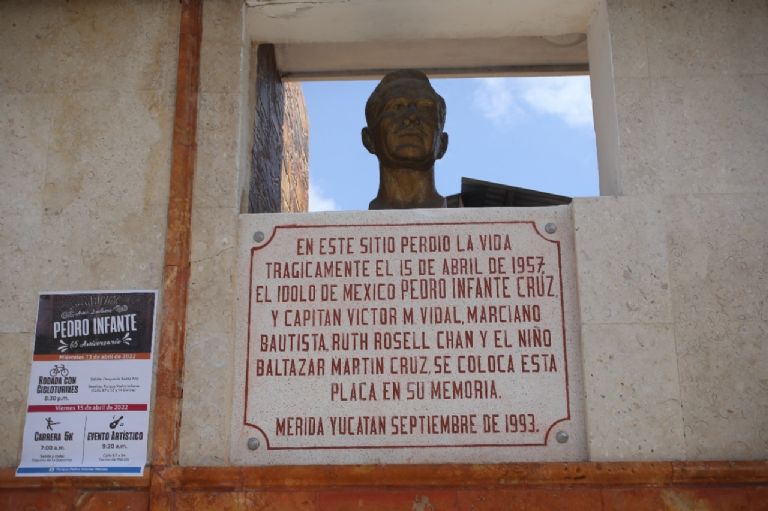 EN ESTE SITIO PERDIO LA VIDA
TRAGICAMENTE EL 15 DE ABRIL DE 1957,
EL IDOLO DE MEXICO PEDRO INFANTE CRUZ,
Y CAPITAN VICTOR M. VIDAL, MARCIANO
BAUTISTA, RUTH ROSELL CHAN Y EL NIÑO
BALTAZAR MARTIN CRUZ, SE COLOCA ESTA
PLACA EN SU MEMORIA.
MERIDA YUCATAN SEPTIEMBRE DE 1993.
PEDRO INFANTE
65 Aniversario
Miércoles 13 de abril de 2022
RODADA CON
CICLOTURIXES
8:30 p.m.
Viernes 15 de abril de 2022
CARRERA 5K
7:00 a.m.
EVENTO ARTÍSTICO
9:30 a.m.